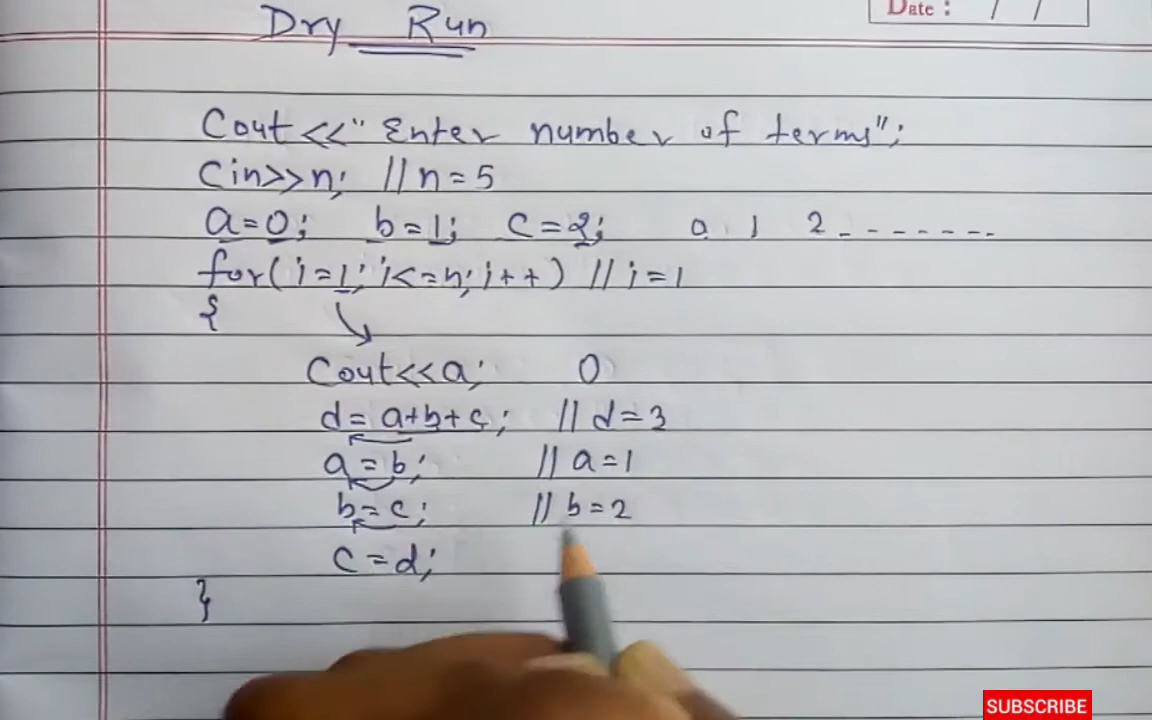 Date : / /
Dry Run
Cout<<"Enter number of terms";
Cin>>n; //n=5
a=0; b=1; c=2; 0 1 2-------
for(i=1; i<=n; i++) //i=1
{
Cout<<a; 0
d=a+b+c; //d=3
a=b; //a=1
b=c; //b=2
c=d;
}
SUBSCRIBE